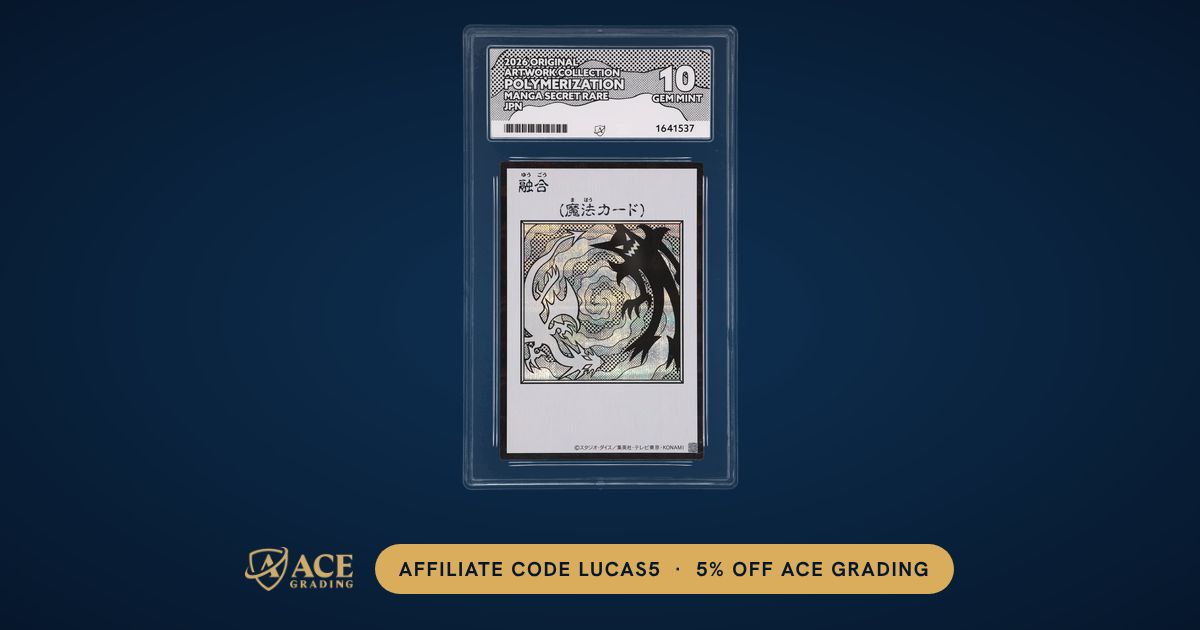 2026 ORIGINAL
ARTWORK COLLECTION
POLYMERIZATION
MANGA SECRET RARE
JPN
10
GEM MINT
1641537
ゆう ごう
融合
ま ほう
(魔法カード)
©スタジオ・ダイス/集英社・テレビ東京・KONAMI
ACE
GRADING
AFFILIATE CODE LUCAS5 · 5% OFF ACE GRADING